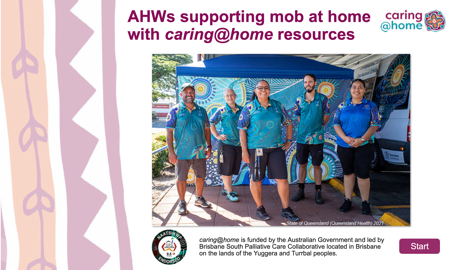 AHWs supporting mob at home
with caring@home resources
caring
@home
State of Queensland (Queensland Health) 2021
caring@home is funded by the Australian Government and led by
Brisbane South Palliative Care Collaborative located in Brisbane
on the lands of the Yuggera and Turrbal peoples.
Start